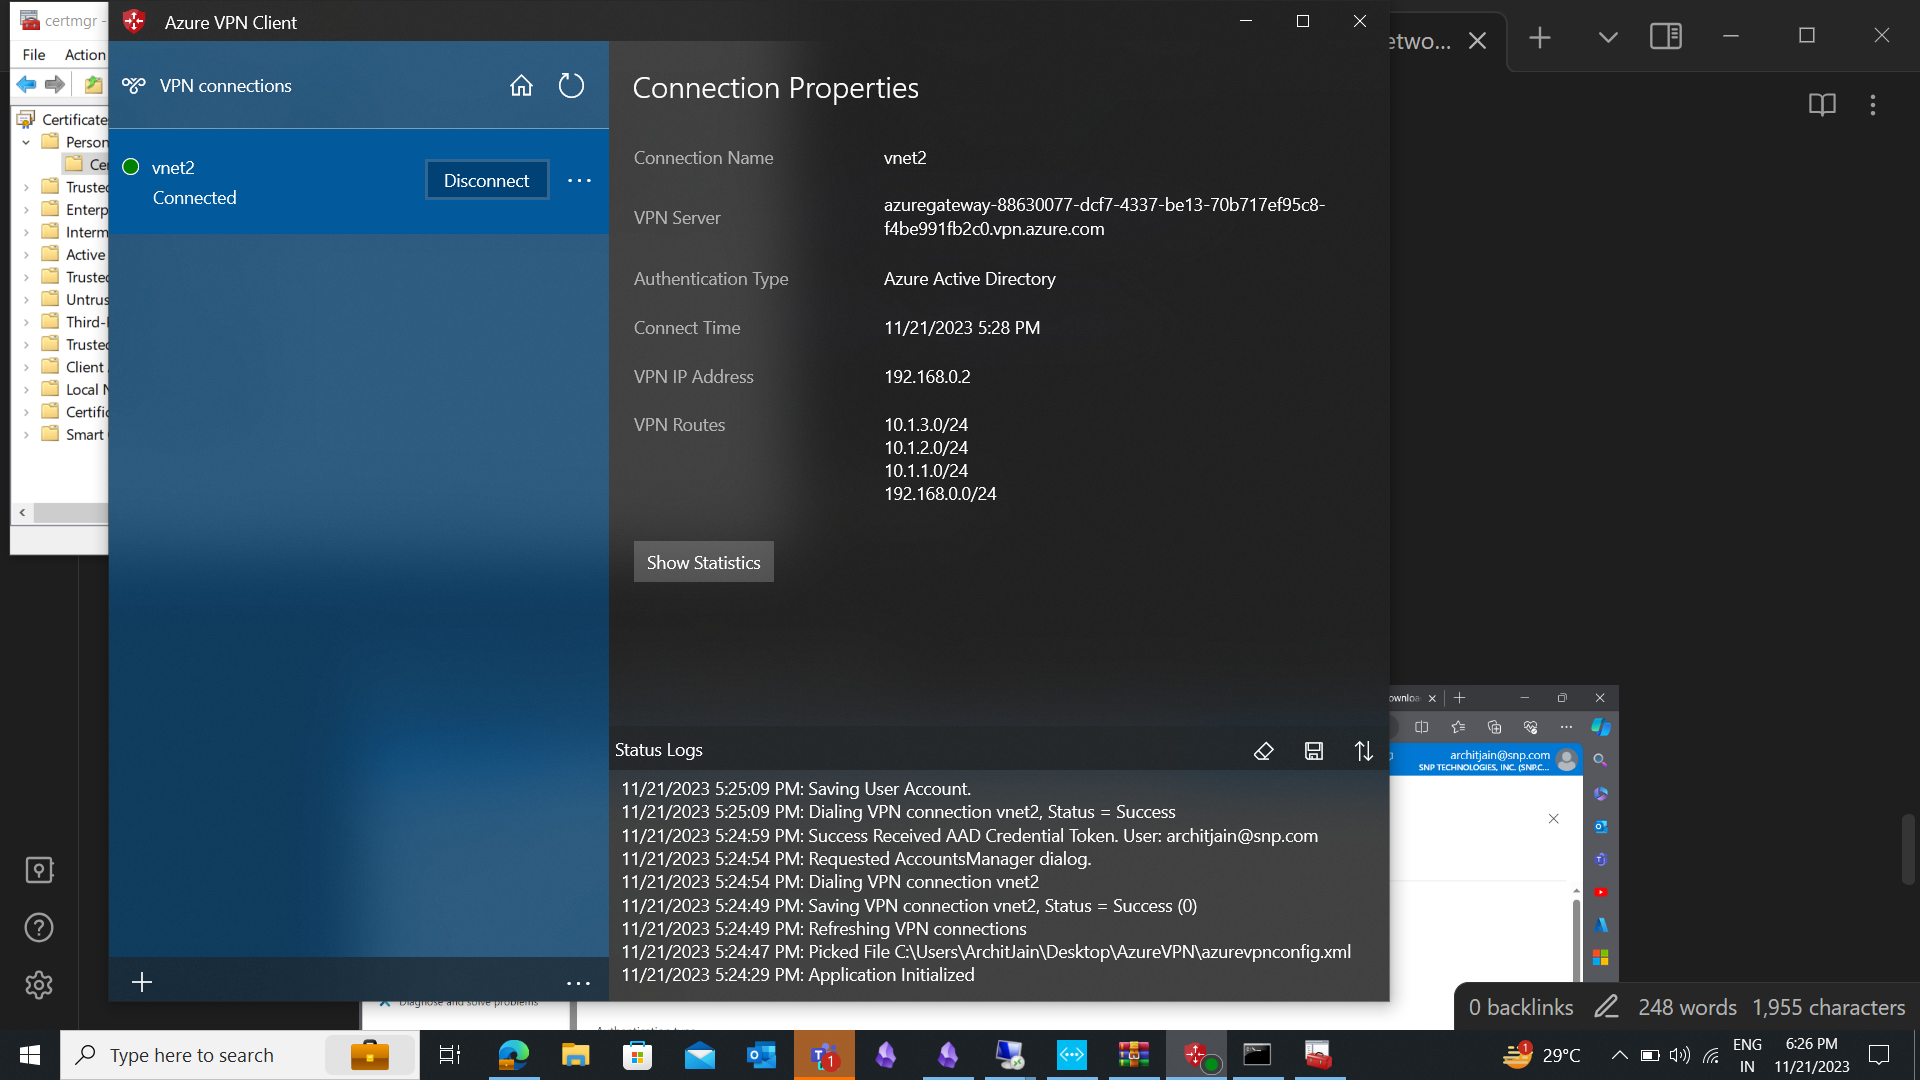 certmgr -
File
Action
Certificate
Person
Cer
Trusted
Enterp
Interm
Active
Trusted
Untrus
Third-
Trusted
Client
Local N
Certific
Smart
Azure VPN Client
VPN connections
vnet2
Connected
Disconnect
Connection Properties
Connection Name
vnet2
VPN Server
azuregateway-88630077-dcf7-4337-be13-70b717ef95c8-
f4be991fb2c0.vpn.azure.com
Authentication Type
Azure Active Directory
Connect Time
11/21/2023 5:28 PM
VPN IP Address
192.168.0.2
VPN Routes
10.1.3.0/24
10.1.2.0/24
10.1.1.0/24
192.168.0.0/24
Show Statistics
Status Logs
11/21/2023 5:25:09 PM: Saving User Account.
11/21/2023 5:25:09 PM: Dialing VPN connection vnet2, Status = Success
11/21/2023 5:24:59 PM: Success Received AAD Credential Token. User: architjain@snp.com
11/21/2023 5:24:54 PM: Requested AccountsManager dialog.
11/21/2023 5:24:54 PM: Dialing VPN connection vnet2
11/21/2023 5:24:49 PM: Saving VPN connection vnet2, Status = Success (0)
11/21/2023 5:24:49 PM: Refreshing VPN connections
11/21/2023 5:24:47 PM: Picked File C:\Users\ArchitJain\Desktop\AzureVPN\azurevpnconfig.xml
11/21/2023 5:24:29 PM: Application Initialized
etwo...
ownloa
architjain@snp.com
SNP TECHNOLOGIES, INC. (SNP.C...
Diagnose and solve problems
0 backlinks
248 words
1,955 characters
Type here to search
1
1
29°C
ENG
IN
6:26 PM
11/21/2023